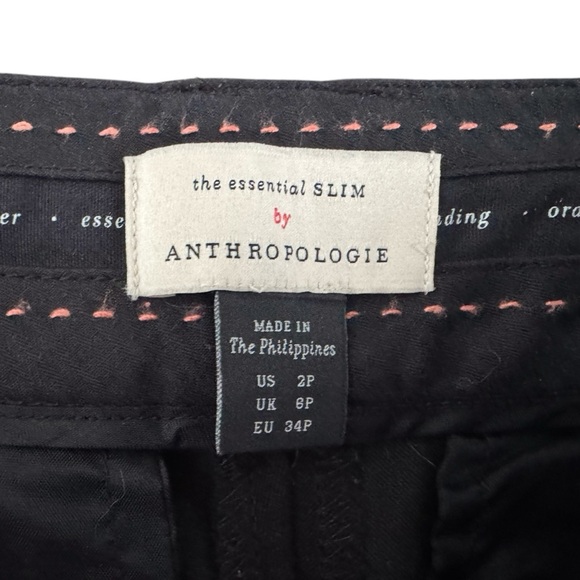 the essential SLIM
by
ANTHROPOLOGIE
MADE IN
The Philippines
US 2P
UK 6P
EU 34P